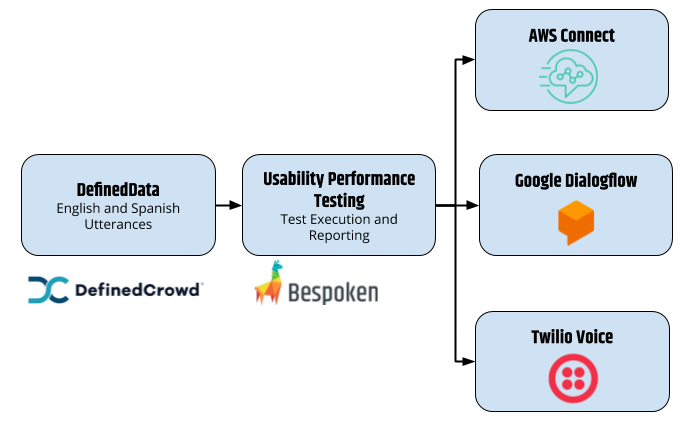 AWS Connect
DefinedData
English and Spanish
Utterances
Usability Performance
Testing
Test Execution and
Reporting
Google Dialogflow
DefinedCrowd
Bespoken
Twilio Voice